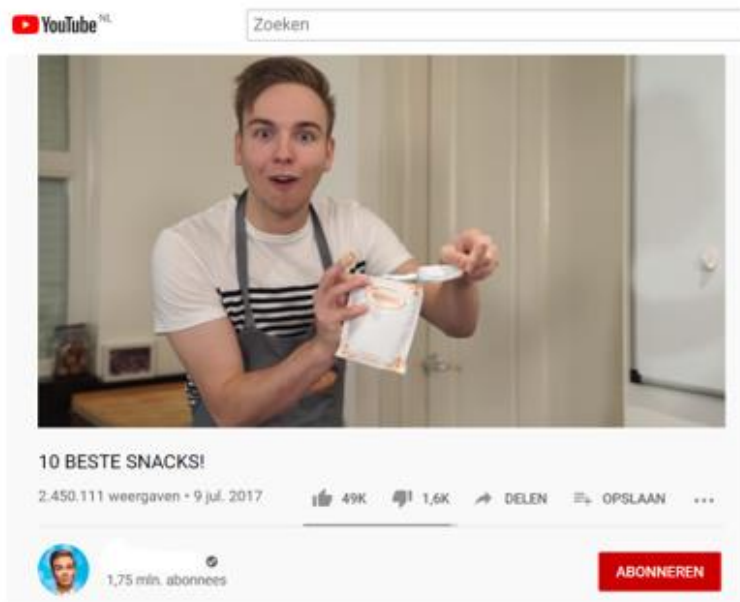 YouTube NL
Zoeken
10 BESTE SNACKS!
2.450.111 weergaven • 9 jul. 2017
49K
1,6K
DELEN
OPSLAAN
1,75 mln. abonnees
ABONNEREN